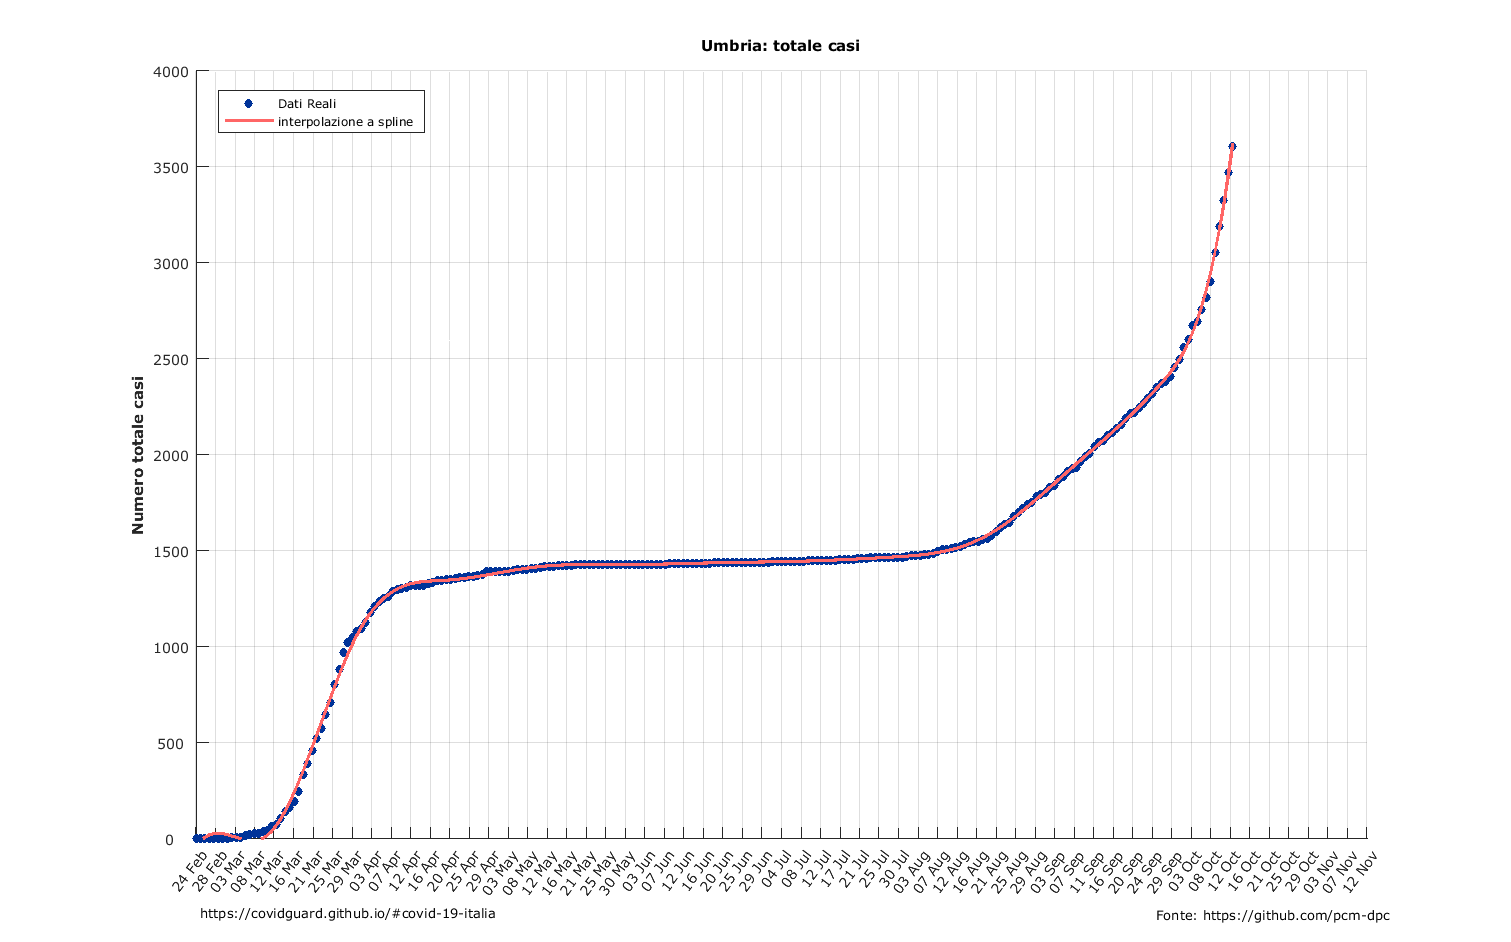 Umbria: totale casi
4000
3500
3000
2500
2000
1500
1000
500
0
Dati Reali
interpolazione a spline
Numero totale casi
24 Feb
28 Feb
03 Mar
08 Mar
12 Mar
16 Mar
21 Mar
25 Mar
29 Mar
03 Apr
07 Apr
12 Apr
16 Apr
20 Apr
25 Apr
29 Apr
03 May
08 May
12 May
16 May
21 May
25 May
30 May
03 Jun
07 Jun
12 Jun
16 Jun
20 Jun
25 Jun
29 Jun
04 Jul
08 Jul
12 Jul
17 Jul
21 Jul
25 Jul
30 Jul
03 Aug
07 Aug
12 Aug
16 Aug
21 Aug
25 Aug
29 Aug
03 Sep
07 Sep
11 Sep
16 Sep
20 Sep
24 Sep
29 Sep
03 Oct
08 Oct
12 Oct
16 Oct
21 Oct
25 Oct
29 Oct
03 Nov
07 Nov
12 Nov
https://covidguard.github.io/#covid-19-italia
Fonte: https://github.com/pcm-dpc